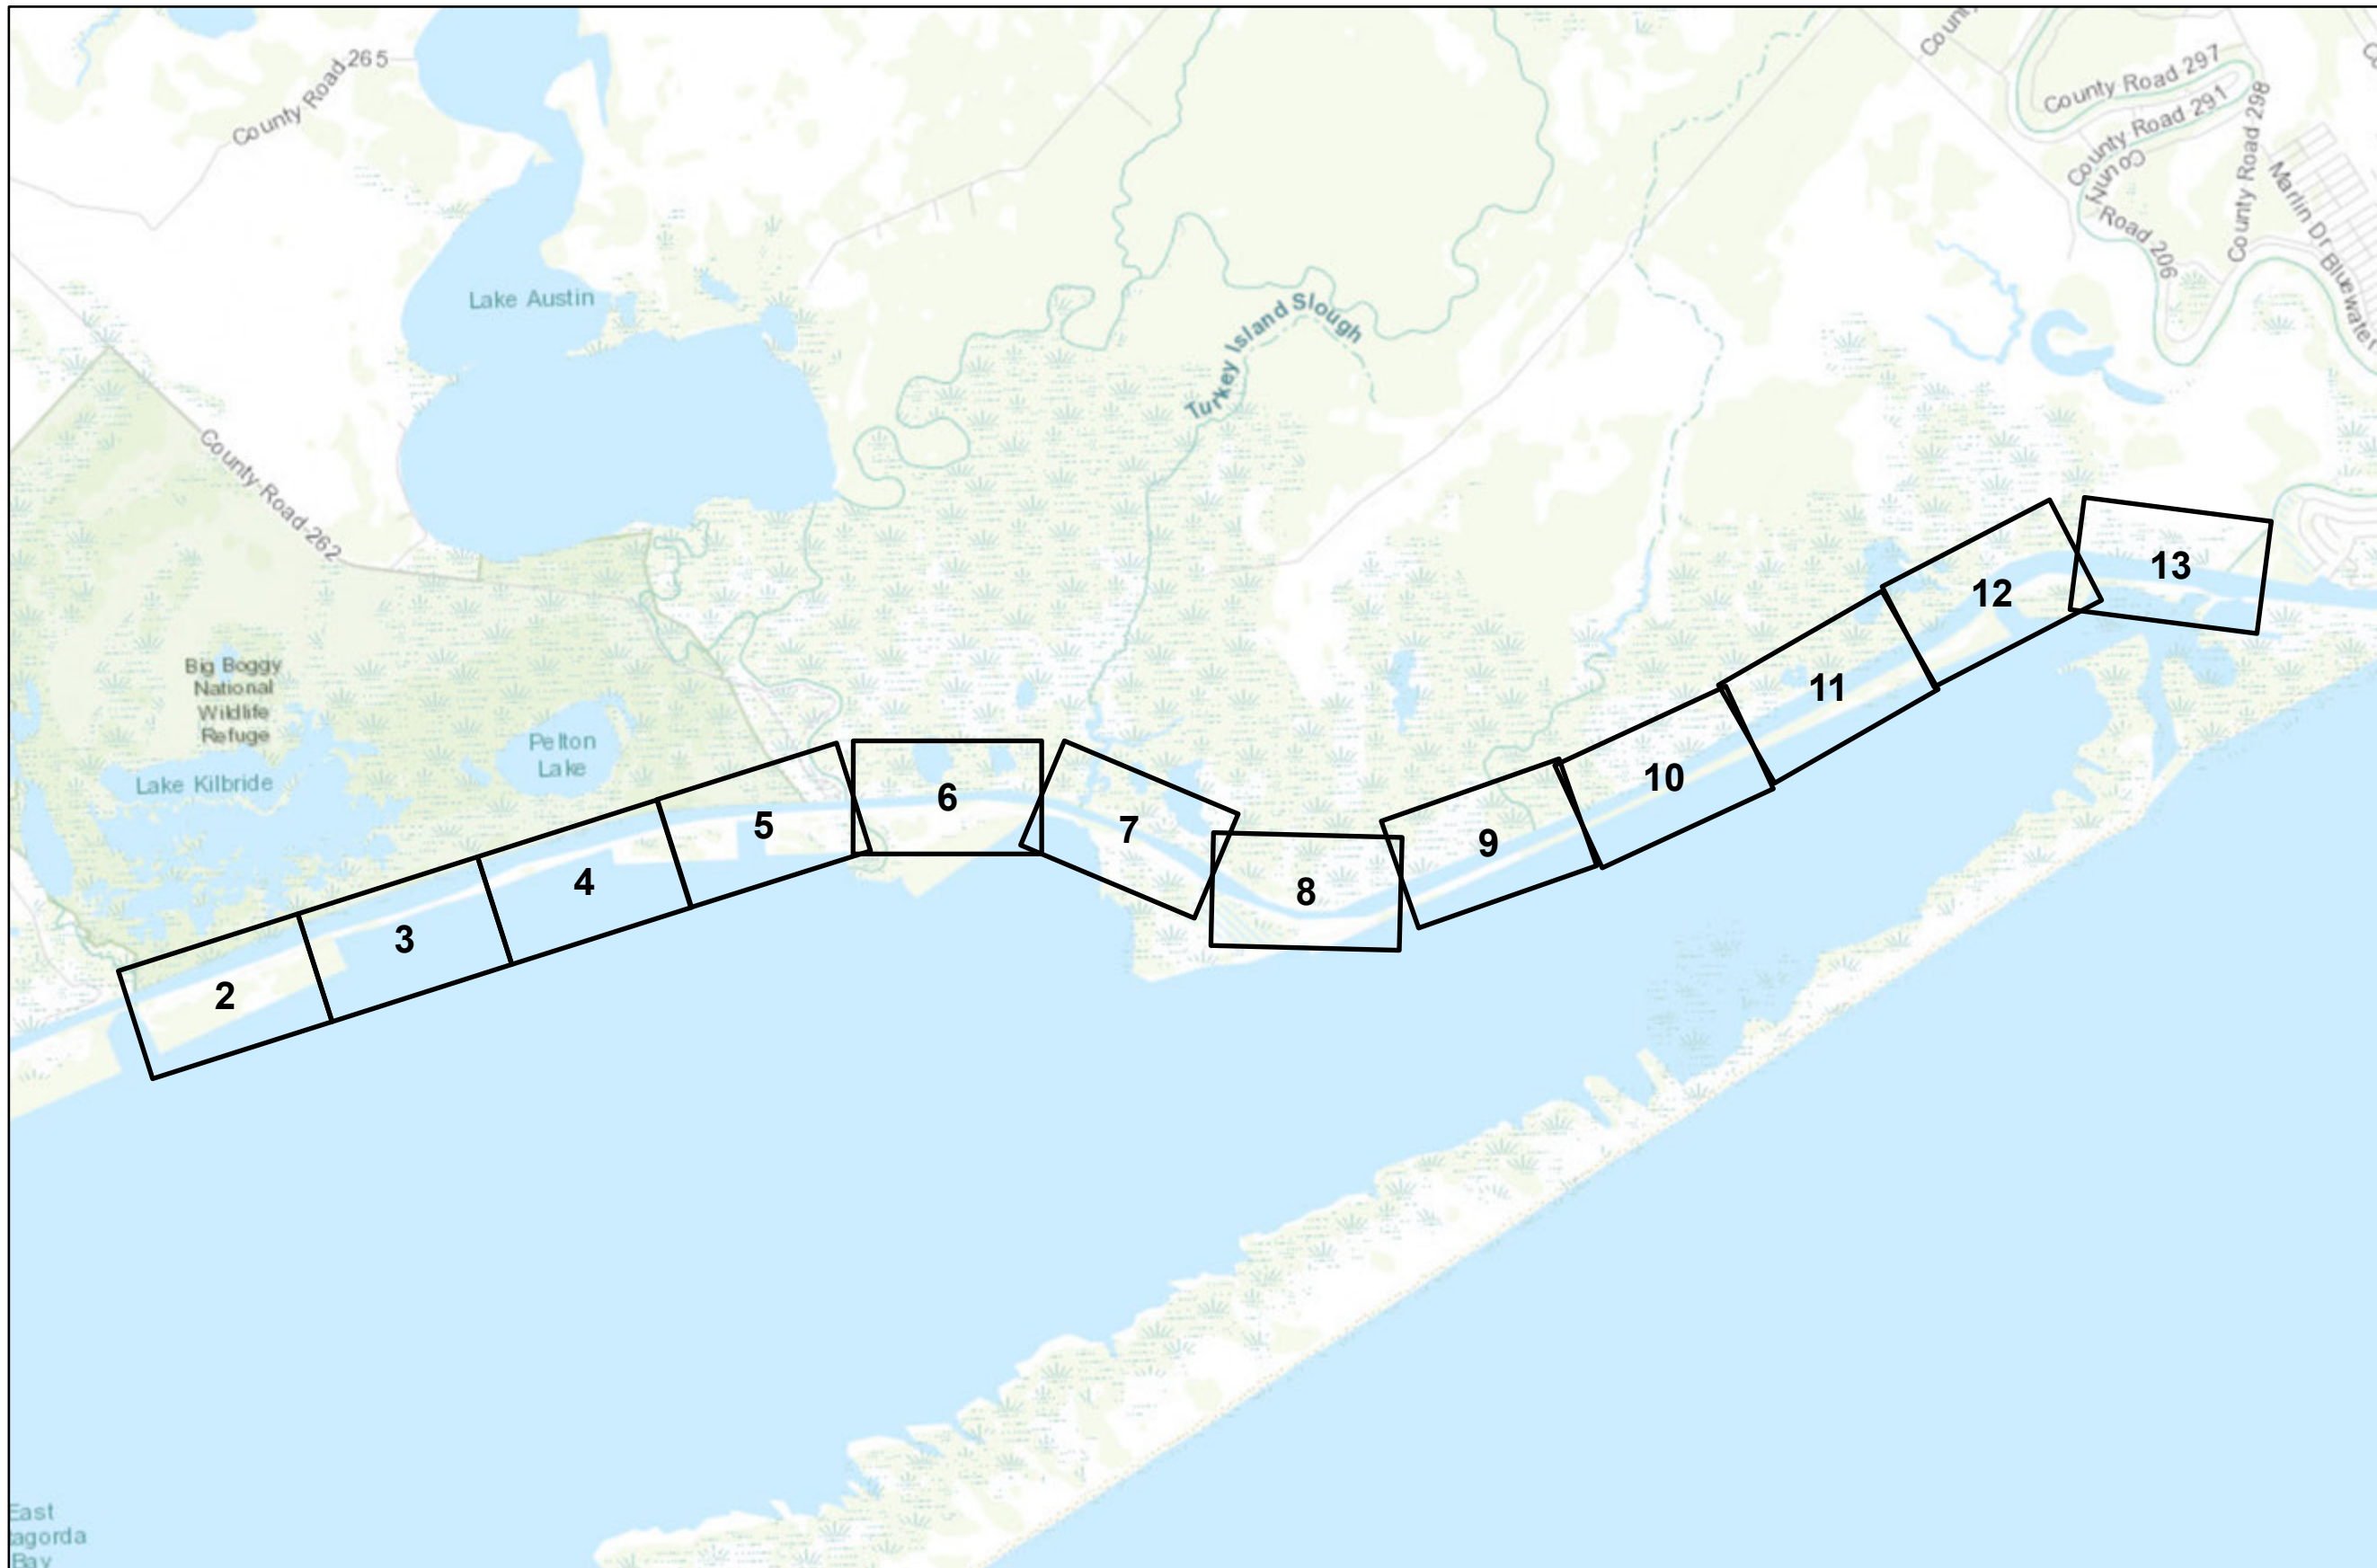 County Road 265
County Road 297
County Road 291
County
Road 206
County Road 298
Marlin Dr Bluewater
Lake Austin
Turkey Island Slough
County Road 262
Big Boggy
National
Wildlife
Refuge
Lake Kilbride
Pelton
Lake
2
3
4
5
6
7
8
9
10
11
12
13
East
agorda
Bay